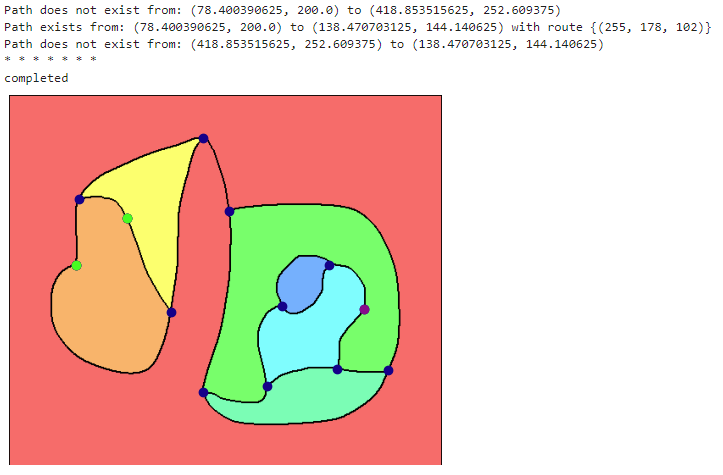 Path does not exist from: (78.400390625, 200.0) to (418.853515625, 252.609375)
Path exists from: (78.400390625, 200.0) to (138.470703125, 144.140625) with route {(255, 178, 102)}
Path does not exist from: (418.853515625, 252.609375) to (138.470703125, 144.140625)
* * * * * * *
completed